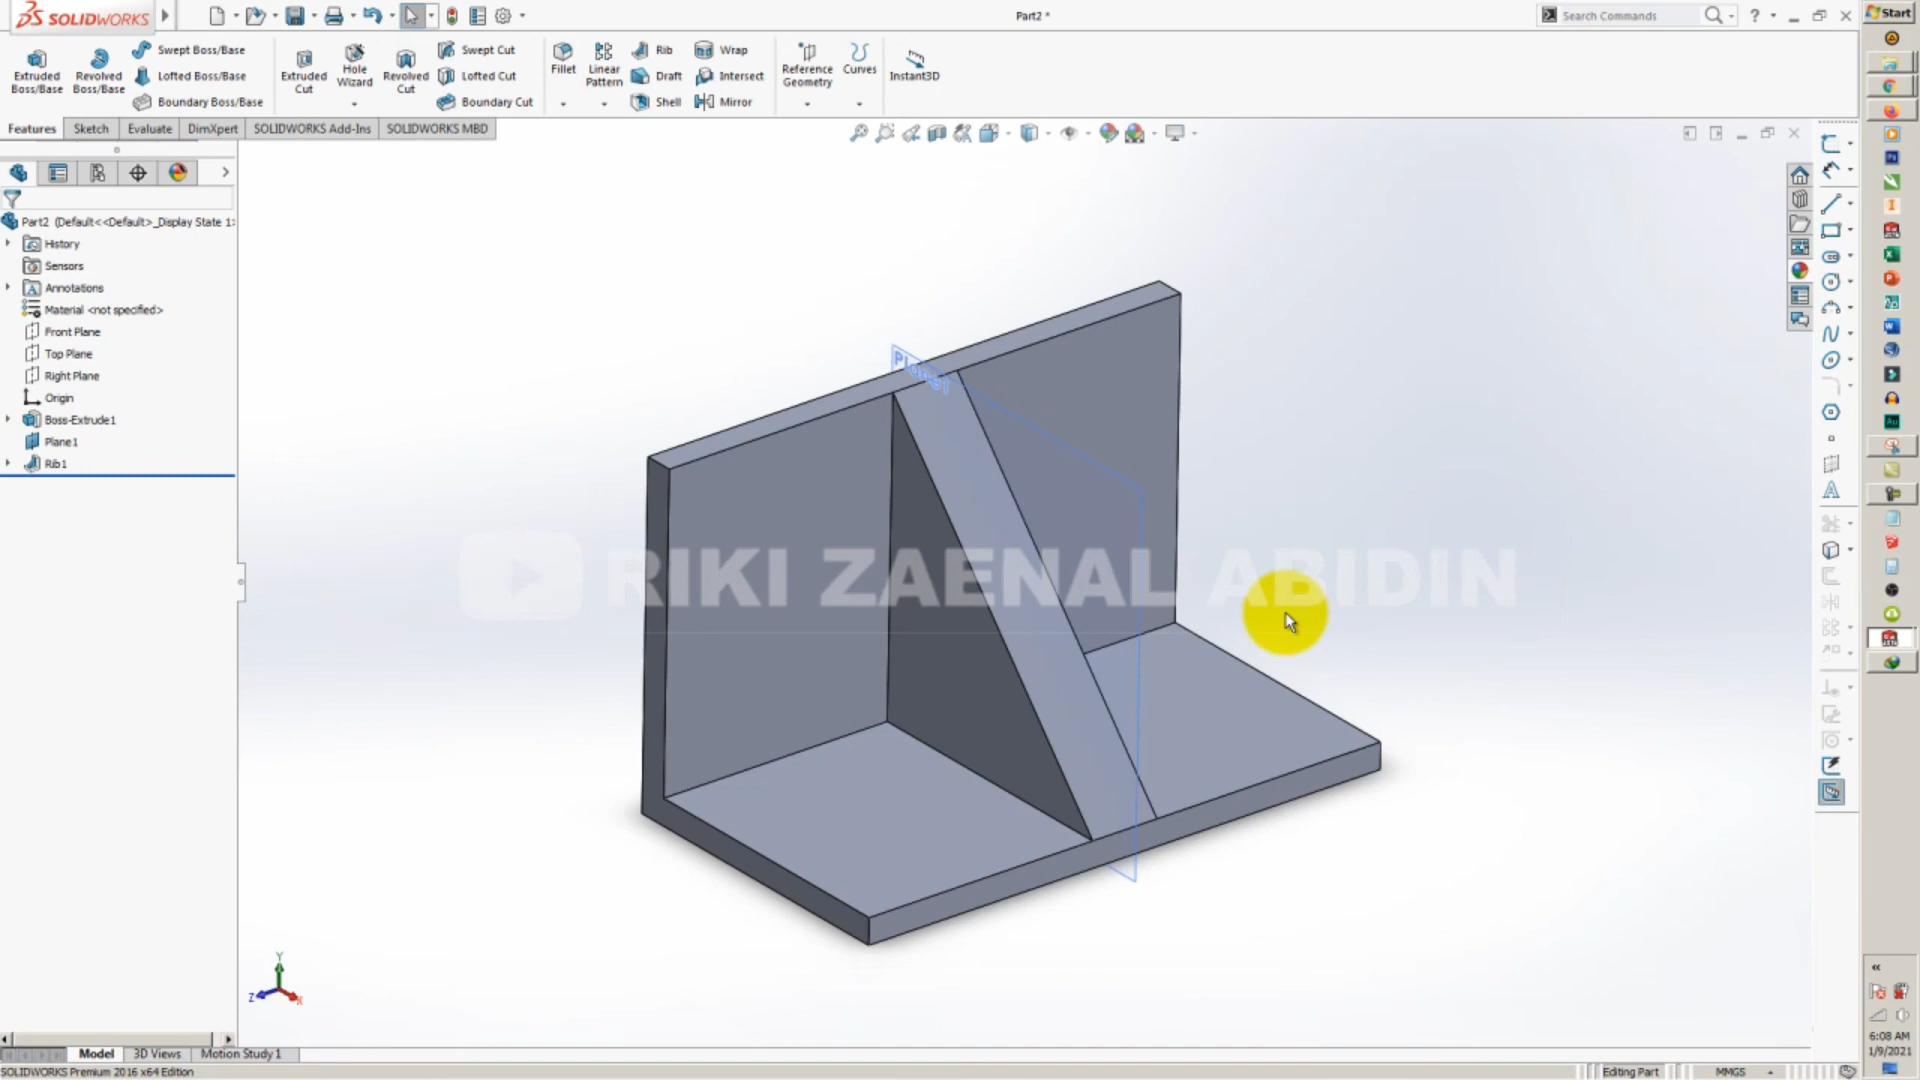 SOLIDWORKS
Part2 *
Search Commands
Start
Extruded Boss/Base
Revolved Boss/Base
Swept Boss/Base
Lofted Boss/Base
Boundary Boss/Base
Extruded Cut
Hole Wizard
Revolved Cut
Swept Cut
Lofted Cut
Boundary Cut
Fillet
Linear Pattern
Rib
Draft
Shell
Wrap
Intersect
Mirror
Reference Geometry
Curves
Instant3D
Features
Sketch
Evaluate
DimXpert
SOLIDWORKS Add-Ins
SOLIDWORKS MBD
Part2 (Default<<Default>_Display State 1>
History
Sensors
Annotations
Material <not specified>
Front Plane
Top Plane
Right Plane
Origin
Boss-Extrude1
Plane1
Rib1
Plane1
RIKI ZAENAL ABIDIN
Y
Z
X
Model
3D Views
Motion Study 1
SOLIDWORKS Premium 2016 x64 Edition
Editing Part
MMGS
6:08 AM
1/9/2021